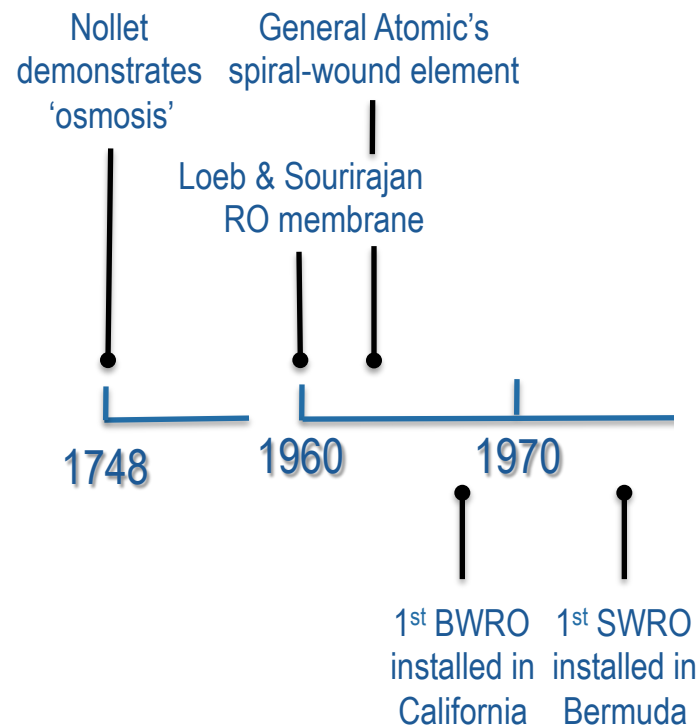 Nollet
demonstrates
‘osmosis’
General Atomic’s
spiral-wound element
Loeb & Sourirajan
RO membrane
1748
1960
1970
1st BWRO
installed in
California
1st SWRO
installed in
Bermuda